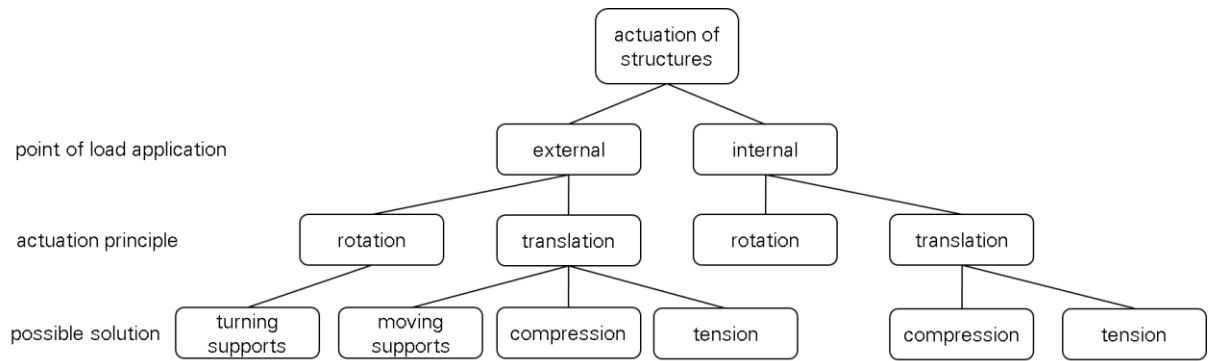 actuation of
structures
point of load application
external
internal
actuation principle
rotation
translation
rotation
translation
possible solution
turning
supports
moving
supports
compression
tension
compression
tension